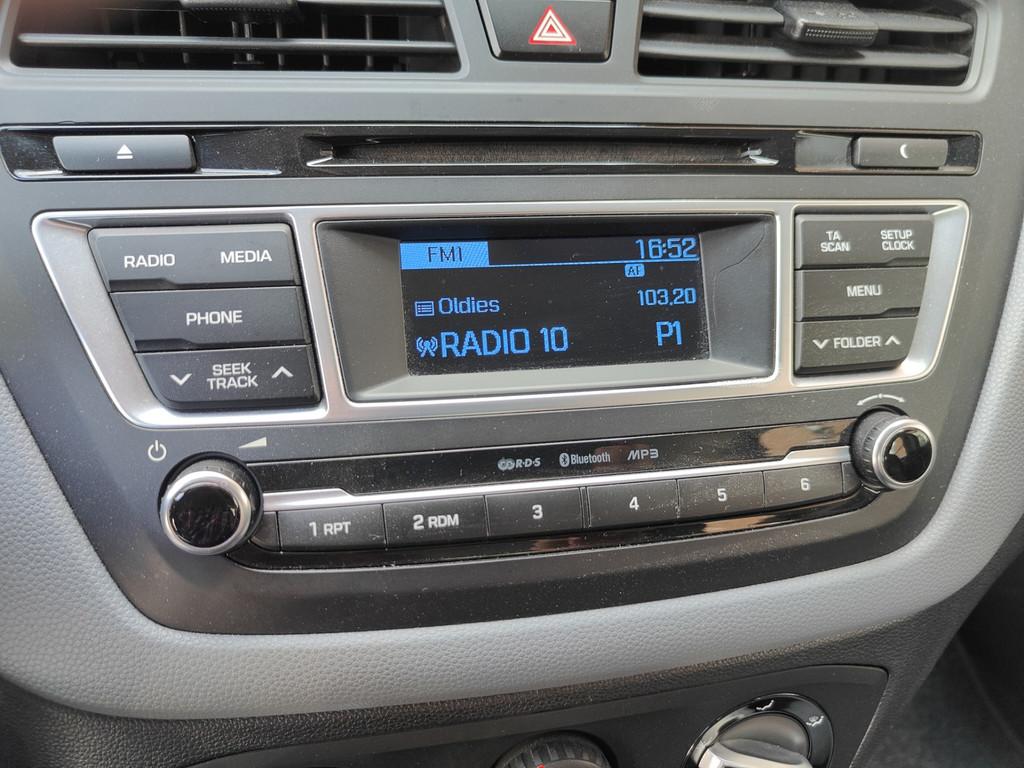 RADIO MEDIA
PHONE
SEEK
TRACK
FM1 16:52
AF
Oldies 103,20
RADIO 10 P1
TA
SCAN
SETUP
CLOCK
MENU
FOLDER
R·D·S Bluetooth MP3
1 RPT 2 RDM 3 4 5 6